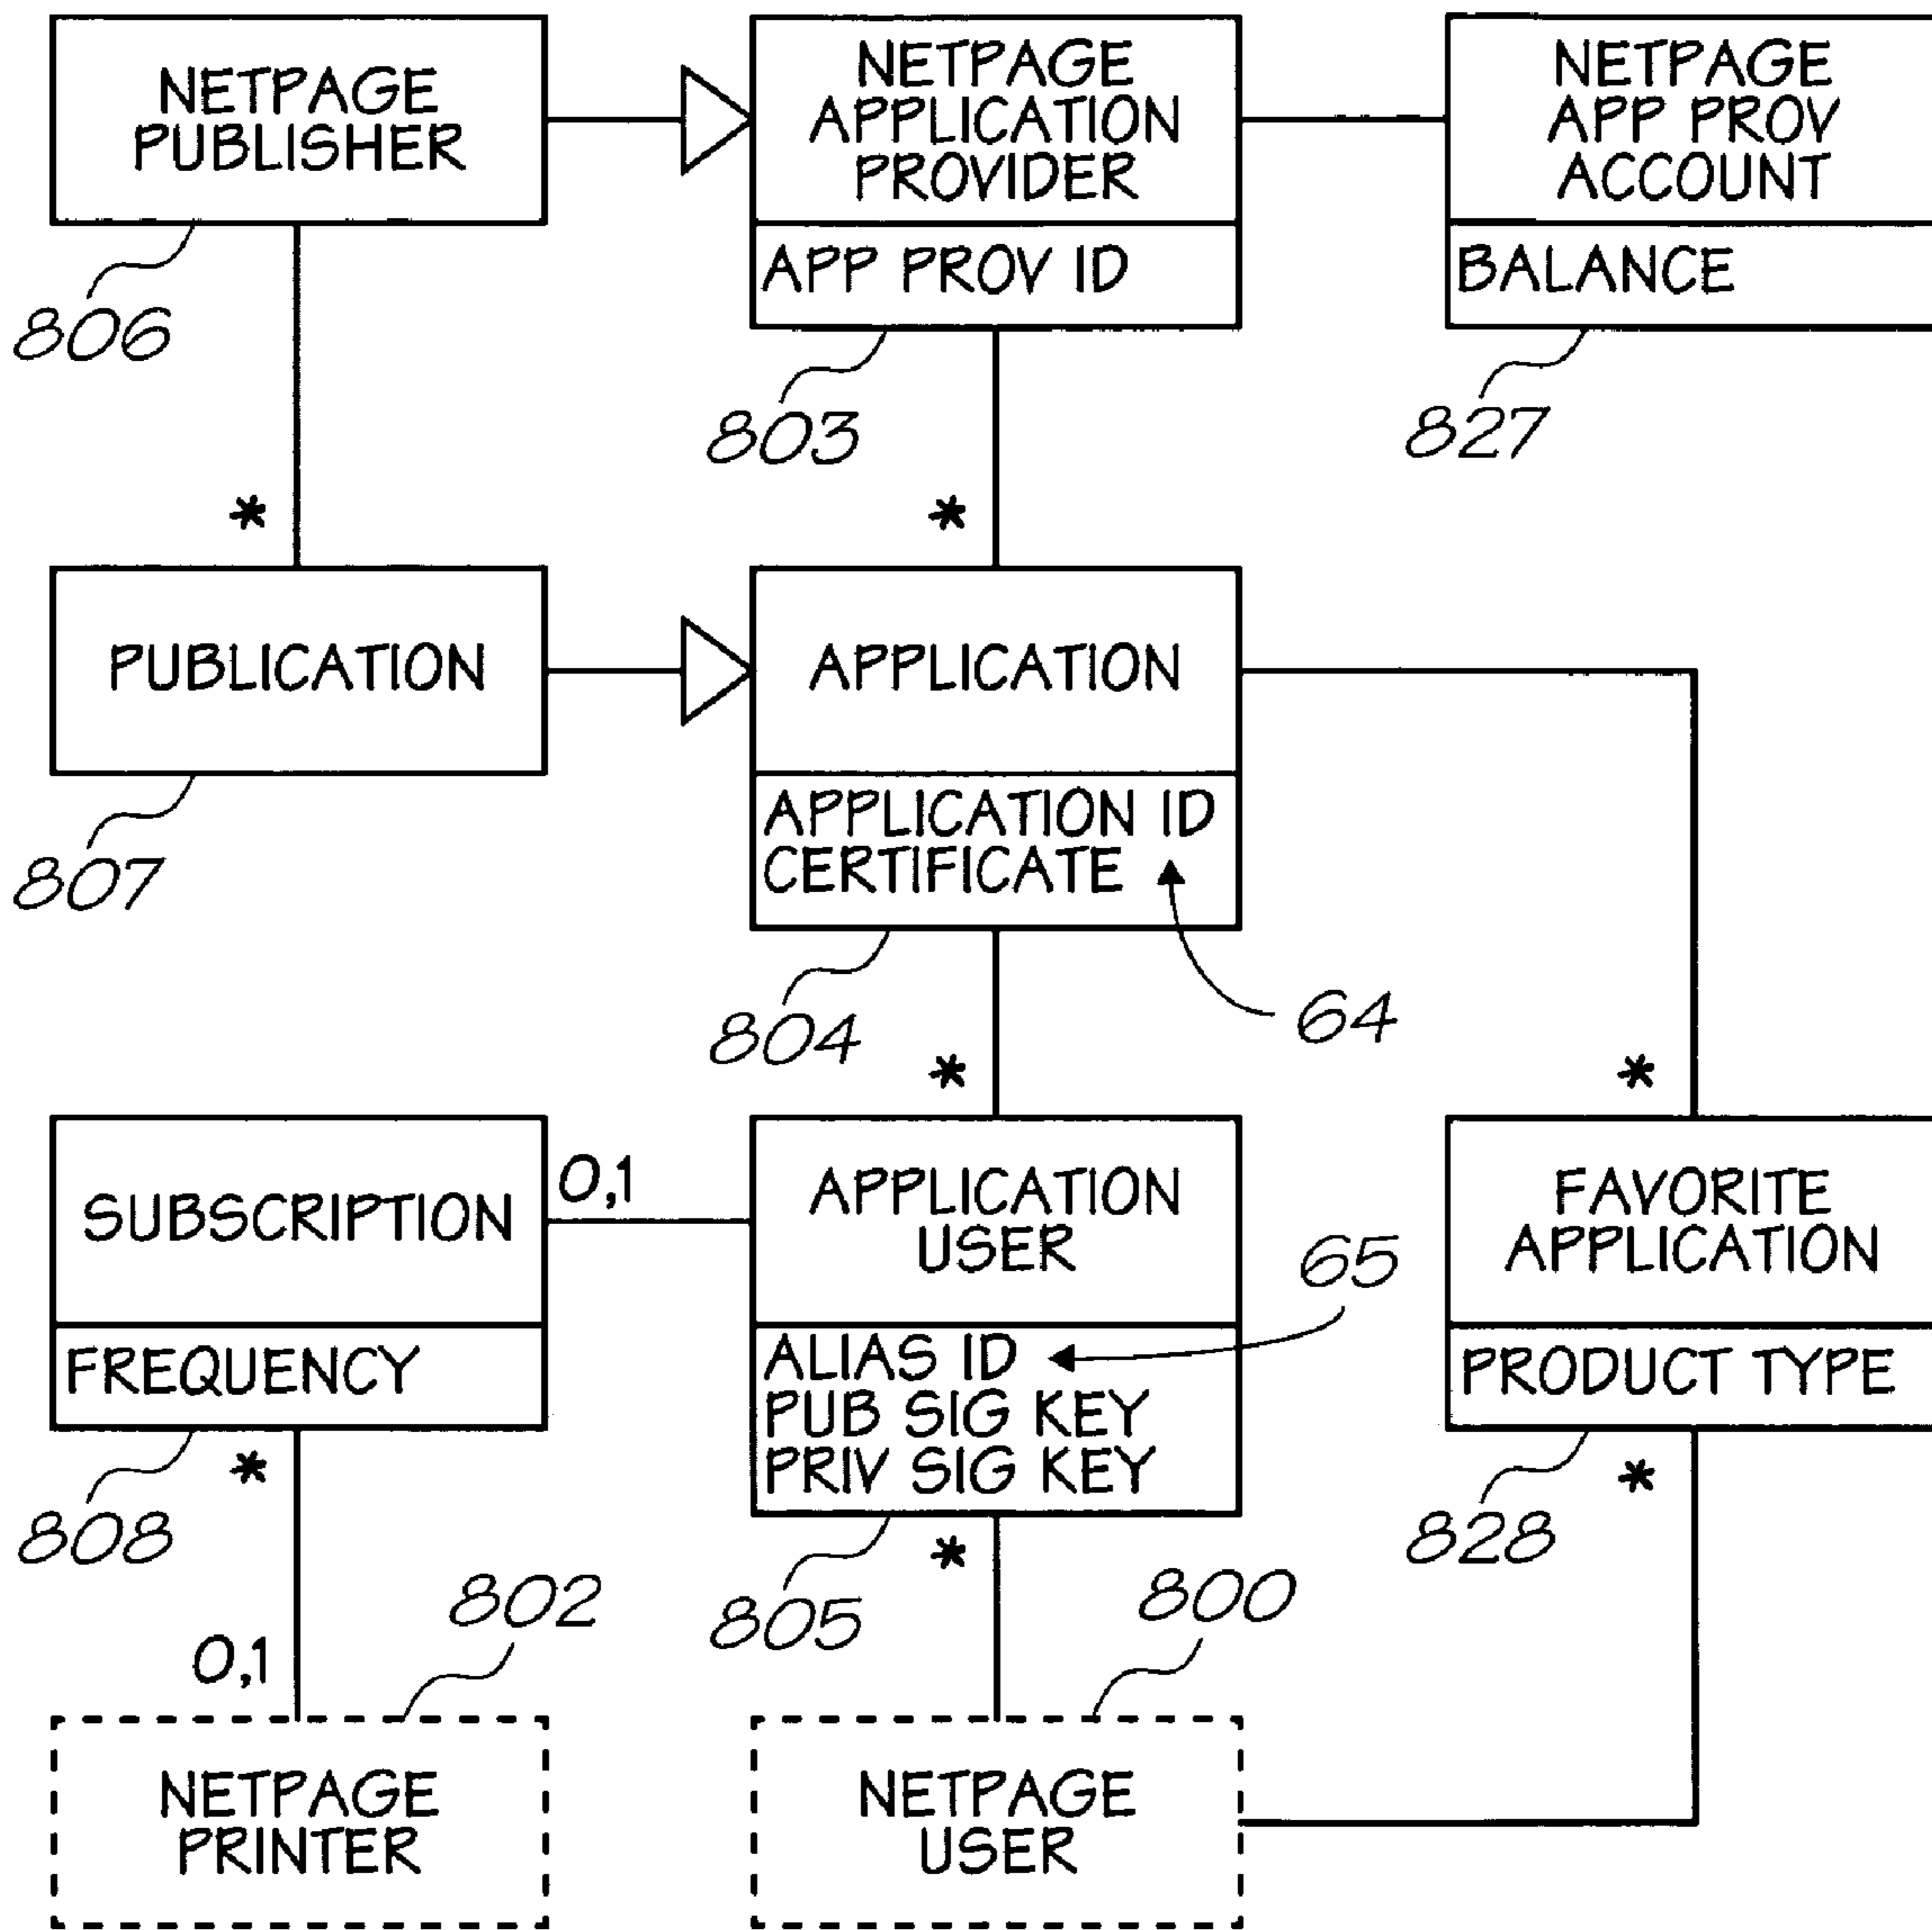 NETPAGE
PUBLISHER
NETPAGE
APPLICATION
PROVIDER
APP PROV ID
NETPAGE
APP PROV
ACCOUNT
BALANCE
806
803
827
*
*
PUBLICATION
APPLICATION
APPLICATION ID
CERTIFICATE
807
804
64
*
*
SUBSCRIPTION
FREQUENCY
0,1
APPLICATION
USER
ALIAS ID
PUB SIG KEY
PRIV SIG KEY
65
FAVORITE
APPLICATION
PRODUCT TYPE
808
*
805
*
828
*
802
800
0,1
NETPAGE
PRINTER
NETPAGE
USER